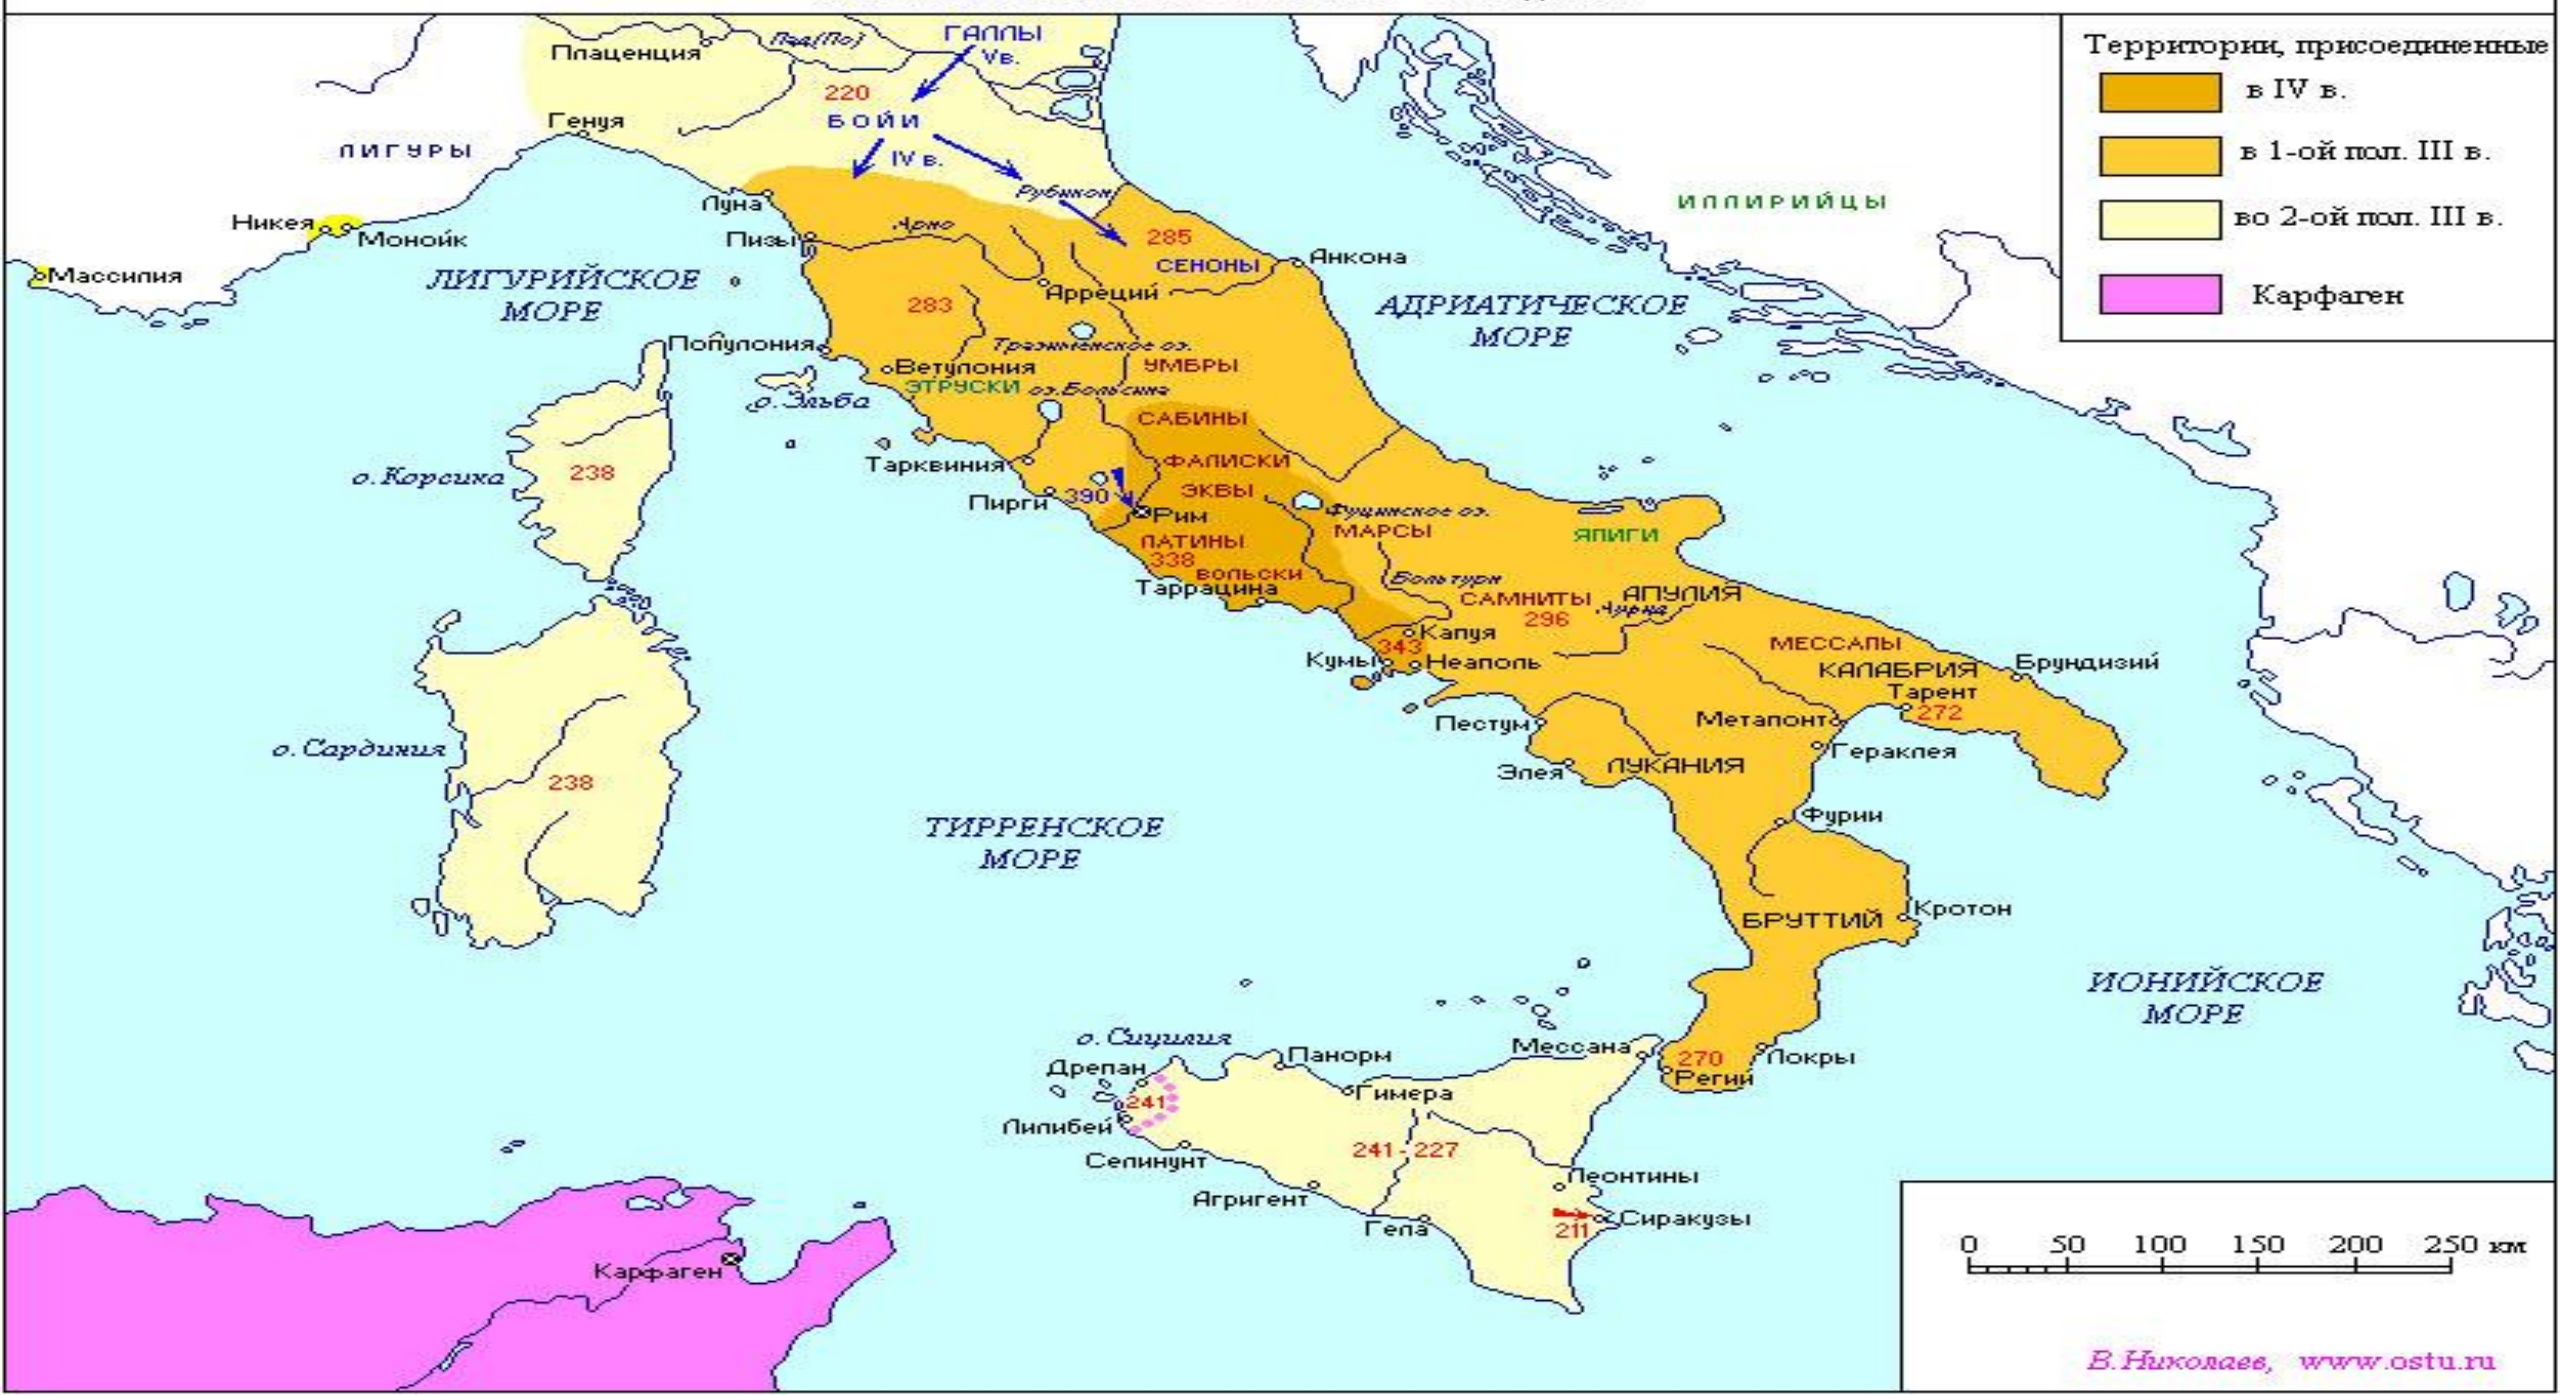 Плаценция
Пад(По)
ГАЛЛЫ
Vв.
220
БОЙИ
IV в.
Генуя
ЛИГУРЫ
Никея
Моноик
Массилия
Луна
Пизы
Арно
Рубикон
285
СЕНОНЫ
Анкона
ИЛЛИРИЙЦЫ
ЛИГУРИЙСКОЕ
МОРЕ
АДРИАТИЧЕСКОЕ
МОРЕ
283
Арреций
Популония
Тразименское оз.
Ветулония
УМБРЫ
ЭТРУСКИ
оз.Больсине
о.Эльба
САБИНЫ
о.Корсика
238
Тарквиния
ФАЛИСКИ
Пирги
390
ЭКВЫ
Рим
Фуцинское оз.
МАРСЫ
ЯПИГИ
ЛАТИНЫ
338
ВОЛЬСКИ
Таррацина
Вольтурн
САМНИТЫ
296
АПУЛИЯ
Капуя
343
Кумы
Неаполь
МЕССАПЫ
КАЛАБРИЯ
Брундизий
Тарент
272
Пестум
Метапонт
Гераклея
Элея
ЛУКАНИЯ
о.Сардиния
238
ТИРРЕНСКОЕ
МОРЕ
Фурии
БРУТТИЙ
Кротон
ИОНИЙСКОЕ
МОРЕ
о.Сицилия
Дрепан
Панорм
Мессана
270
Локры
Регий
241
Гимера
Лилибей
241-227
Селинунт
Леонтины
Агригент
Гела
211
Сиракузы
Карфаген
Территории, присоединенные
в IV в.
в 1-ой пол. III в.
во 2-ой пол. III в.
Карфаген
0 50 100 150 200 250 км
В.Николаев, www.ostu.ru